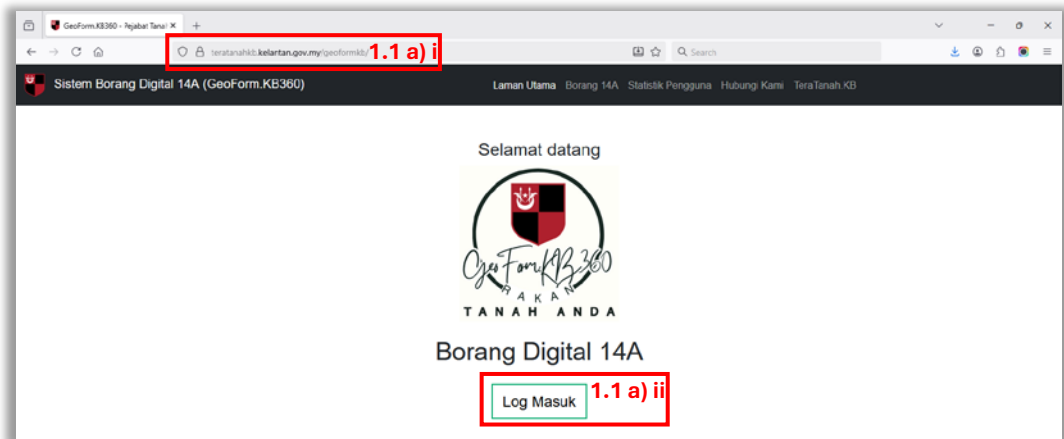 GeoForm.KB360 - Pejabat Tanah
teratanahkb.kelantan.gov.my/geoformkb/
1.1 a) i
Search
Sistem Borang Digital 14A (GeoForm.KB360)
Laman Utama Borang 14A Statistik Pengguna Hubungi Kami TeraTanah.KB
Selamat datang
GeoFormKB360
RAKAN
TANAH ANDA
Borang Digital 14A
Log Masuk
1.1 a) ii